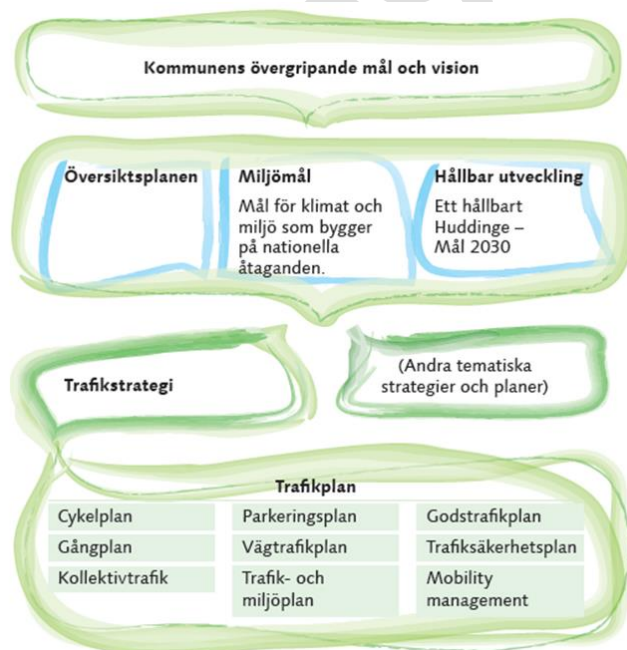 Kommunens övergripande mål och vision
Översiktsplanen
Miljömål
Mål för klimat och
miljö som bygger
på nationella
åtaganden.
Hållbar utveckling
Ett hållbart
Huddinge –
Mål 2030
Trafikstrategi
(Andra tematiska
strategier och planer)
Trafikplan
Cykelplan
Gångplan
Kollektivtrafik
Parkeringsplan
Vägtrafikplan
Trafik- och
miljöplan
Godstrafikplan
Trafiksäkerhetsplan
Mobility
management